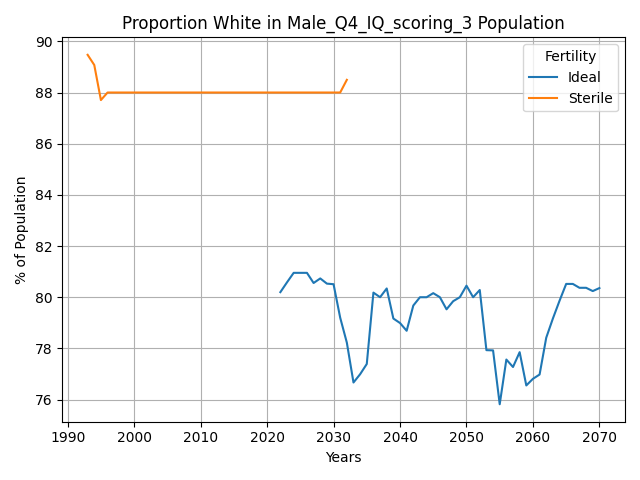 Proportion White in Male_Q4_IQ_scoring_3 Population
90
88
86
84
82
80
78
76
% of Population
Fertility
Ideal
Sterile
1990 2000 2010 2020 2030 2040 2050 2060 2070
Years